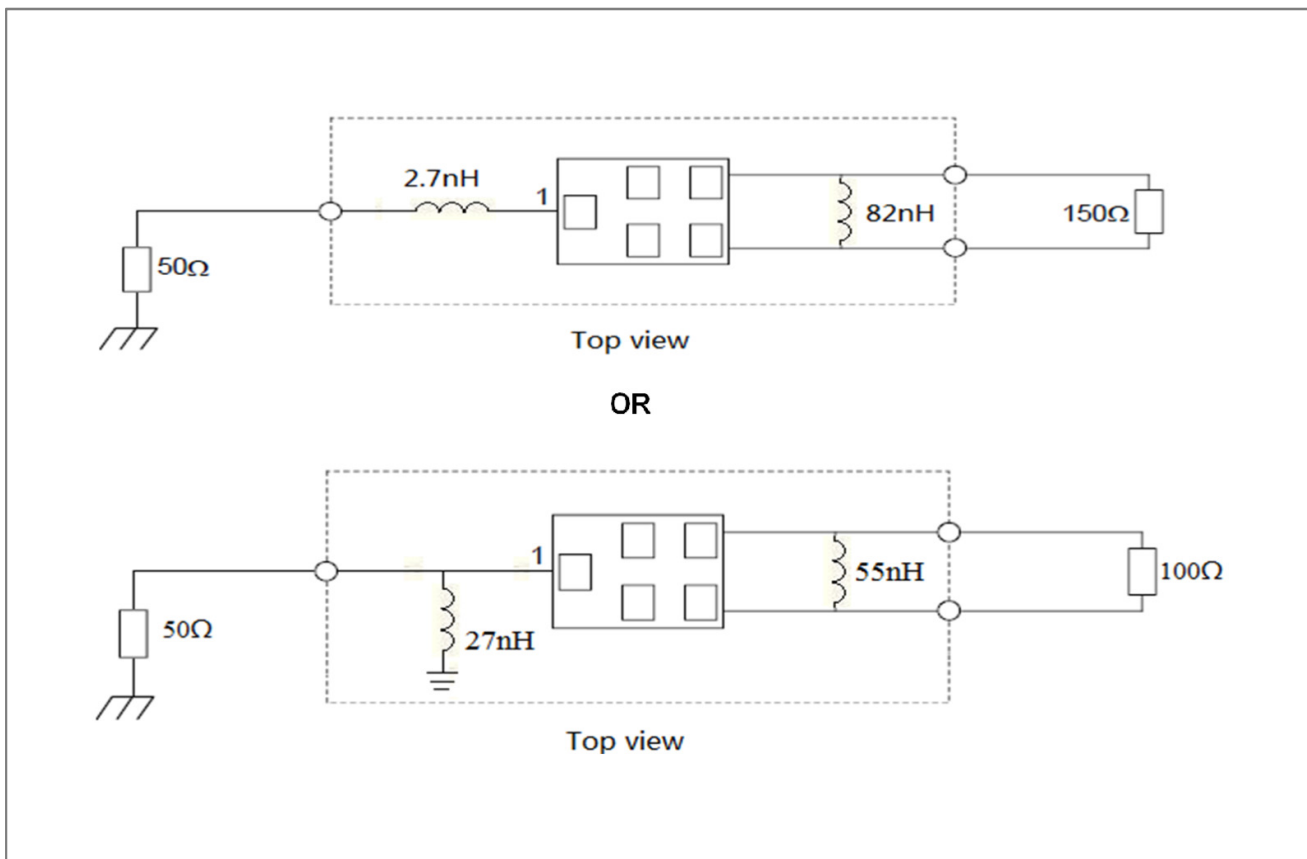 2.7nH
1
82nH
150Ω
50Ω
Top view
OR
1
55nH
100Ω
50Ω
27nH
Top view